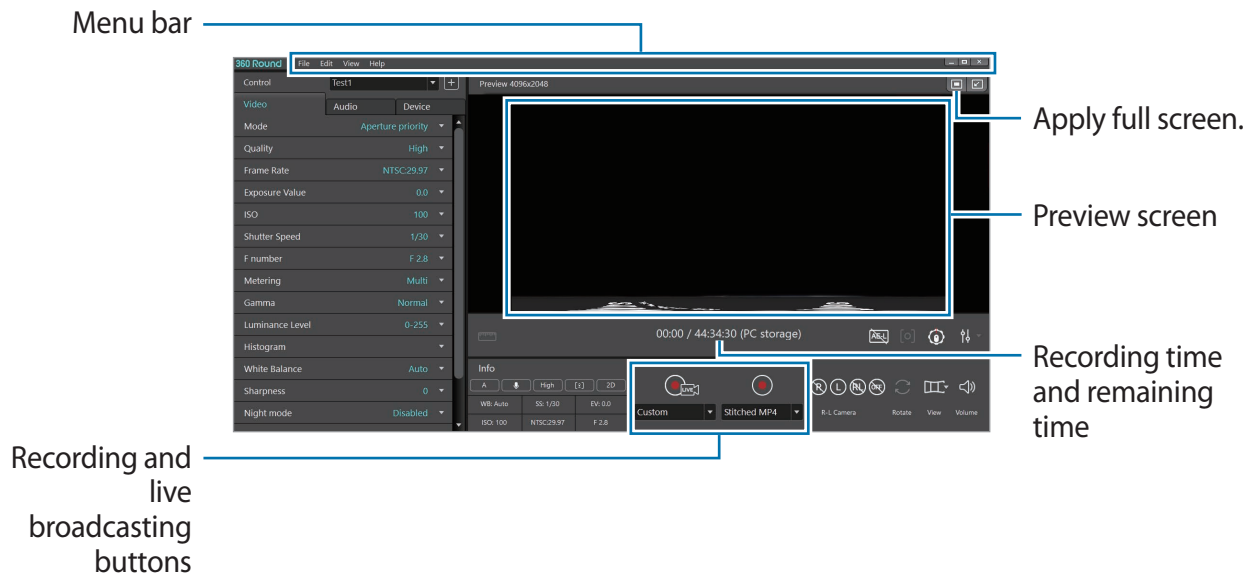 Menu bar
360 Round File Edit View Help
Control Test1
Preview 4096x2048
Video Audio Device
Mode Aperture priority
Quality High
Frame Rate NTSC:29.97
Exposure Value 0.0
ISO 100
Shutter Speed 1/30
F number F 2.8
Metering Multi
Gamma Normal
Luminance Level 0-255
Histogram
White Balance Auto
Sharpness 0
Night mode Disabled
Apply full screen.
Preview screen
00:00 / 44:34:30 (PC storage)
AE-L
Recording time
and remaining
time
Info
A High 2D
WB: Auto SS: 1/30 EV: 0.0
ISO: 100 NTSC:29.97 F 2.8
LIVE
Custom Stitched MP4
R L RL OFF
R-L Camera Rotate View Volume
Recording and
live
broadcasting
buttons